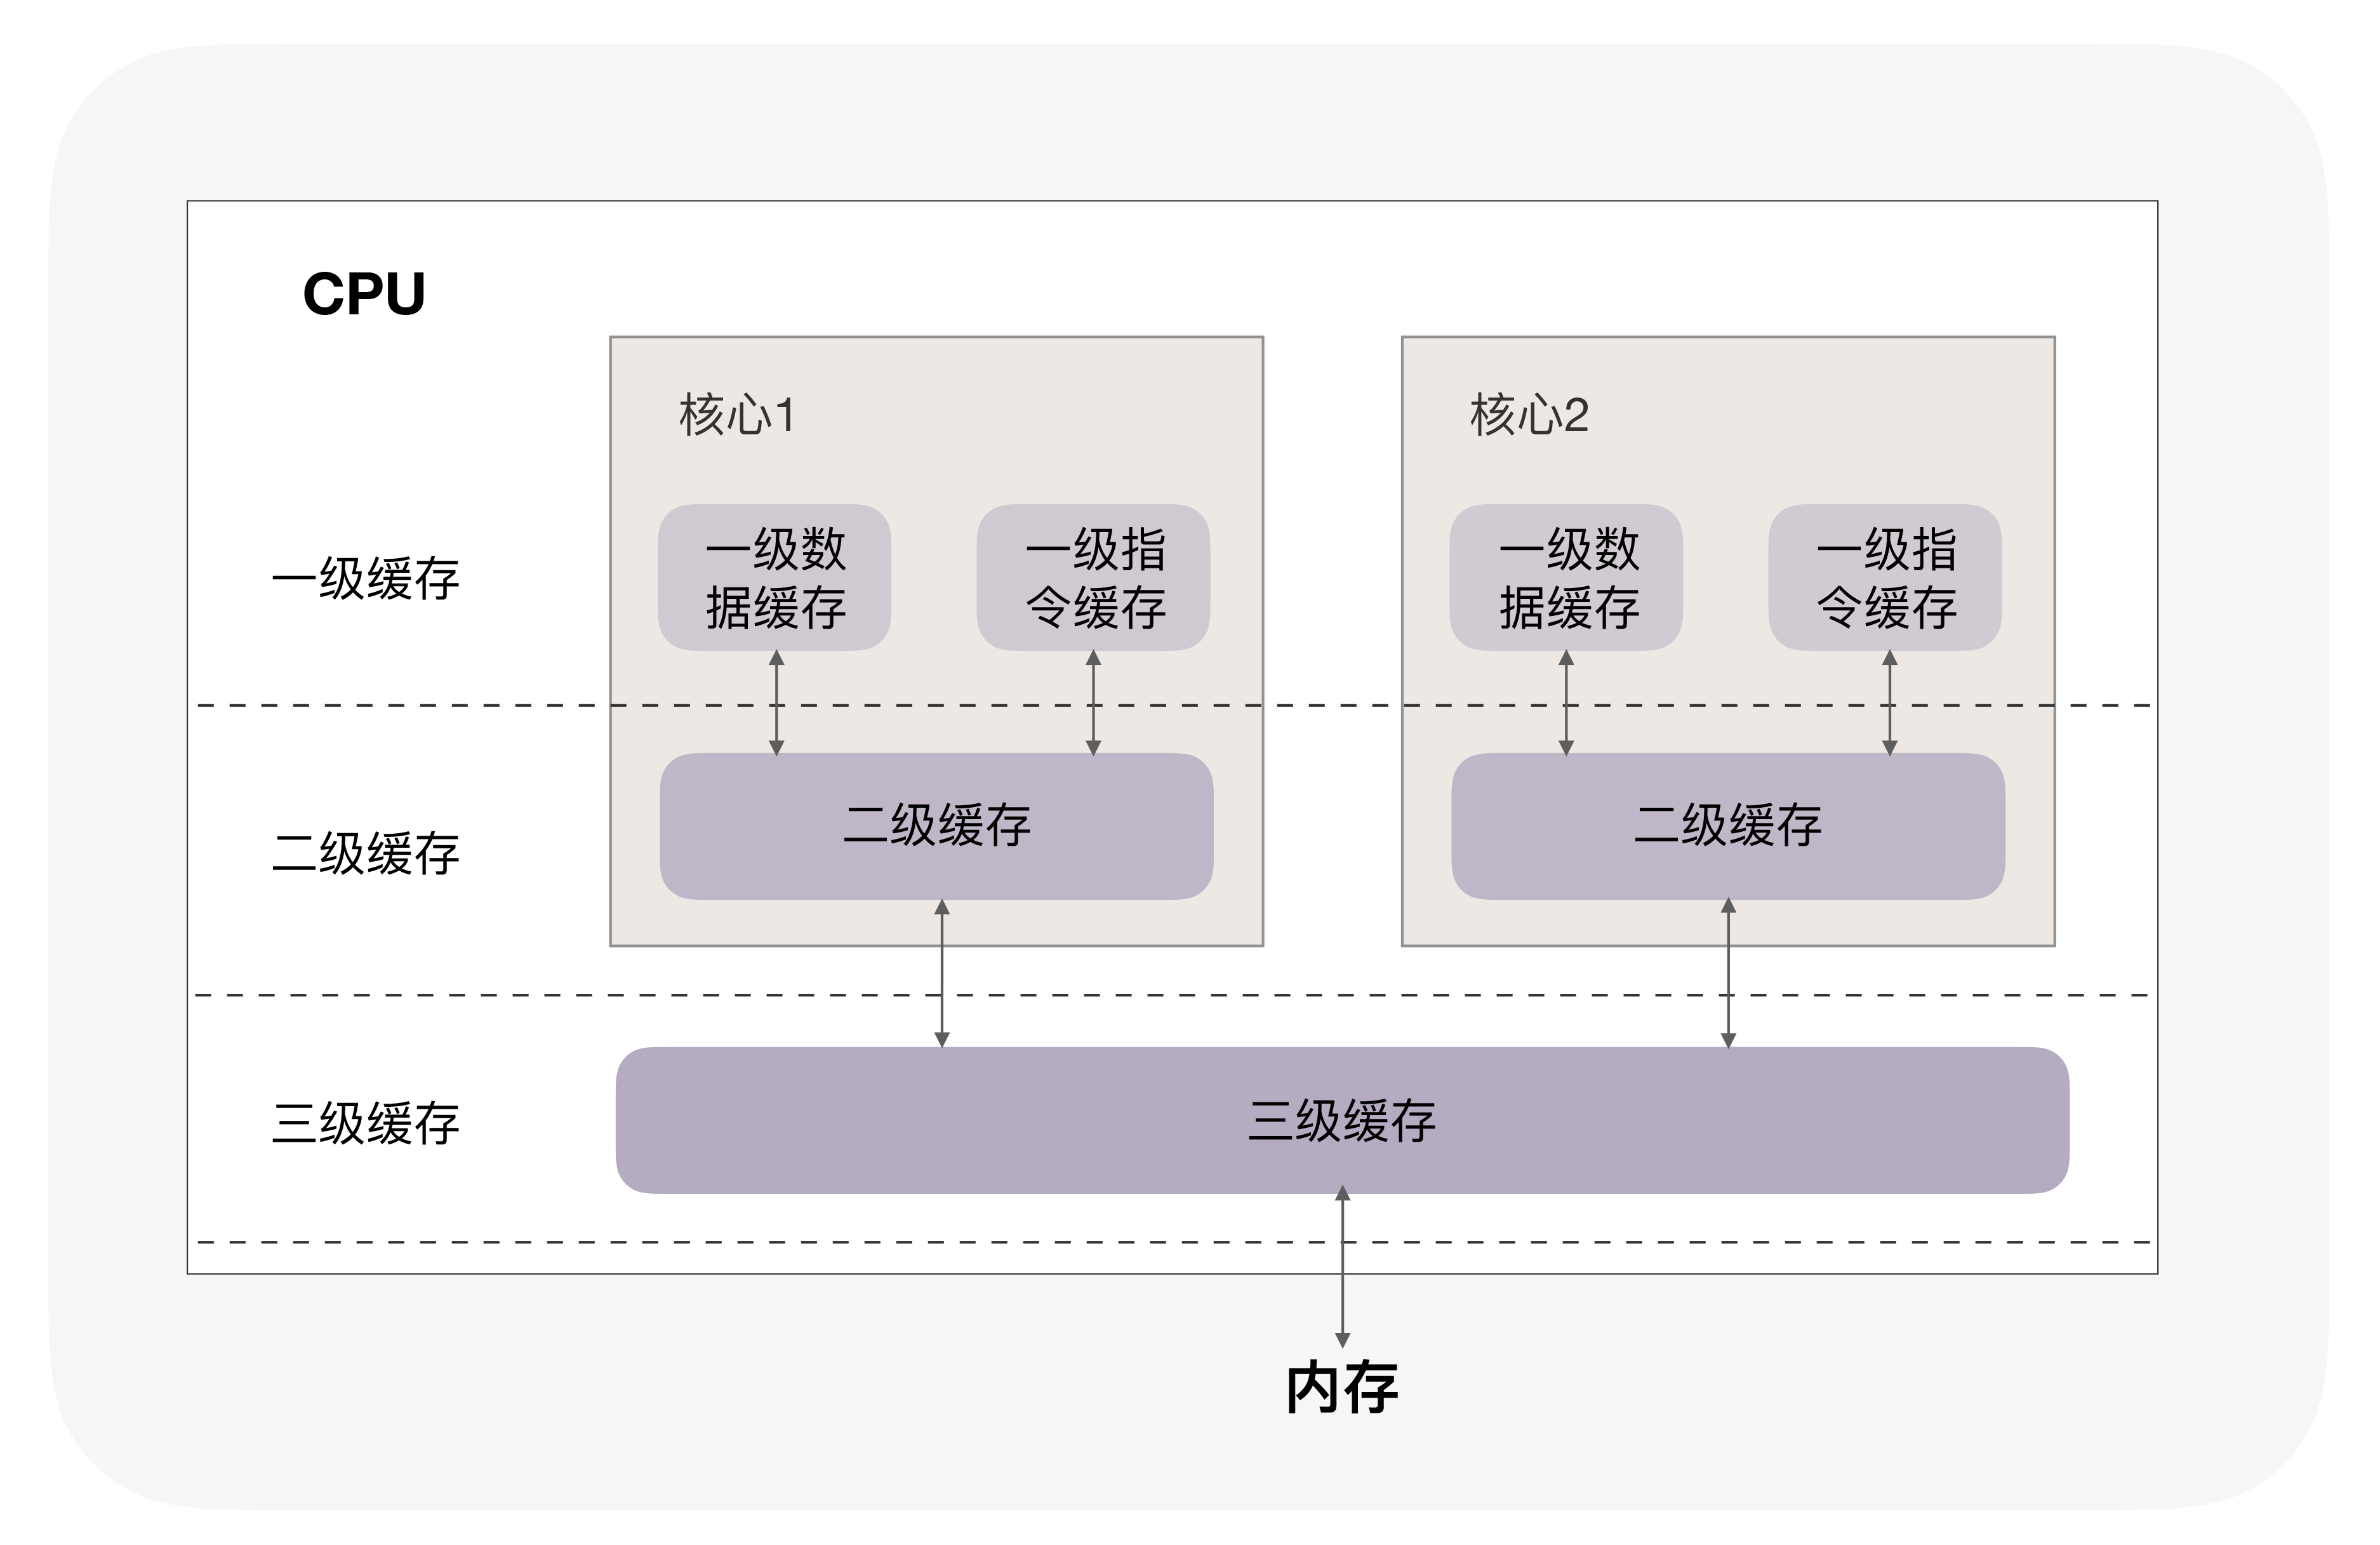 CPU
核心1
核心2
一级缓存
一级数
据缓存
一级指
令缓存
一级数
据缓存
一级指
令缓存
二级缓存
二级缓存
二级缓存
三级缓存
三级缓存
内存